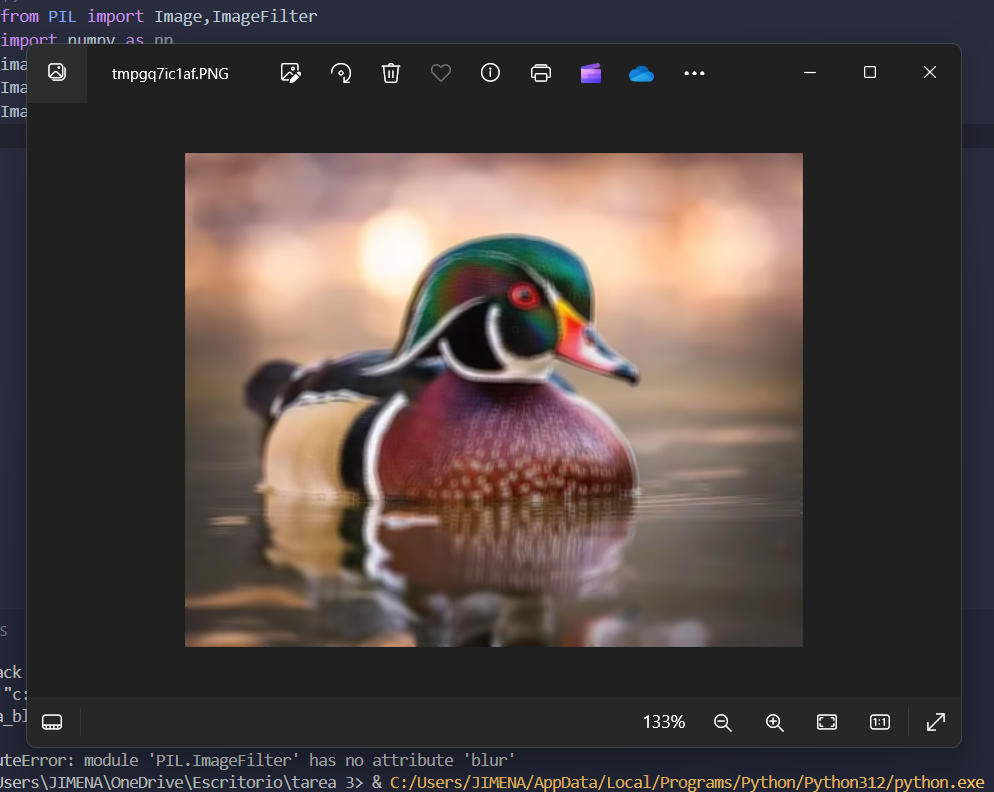 from PIL import Image,ImageFilter
import numpy as np
ima
Ima
Ima
tmpgq7ic1af.PNG
1:1
S
ack
"c:
a_bl
133%
uteError: module 'PIL.ImageFilter' has no attribute 'blur'
Users\JIMENA\OneDrive\Escritorio\tarea 3> & C:/Users/JIMENA/AppData/Local/Programs/Python/Python312/python.exe